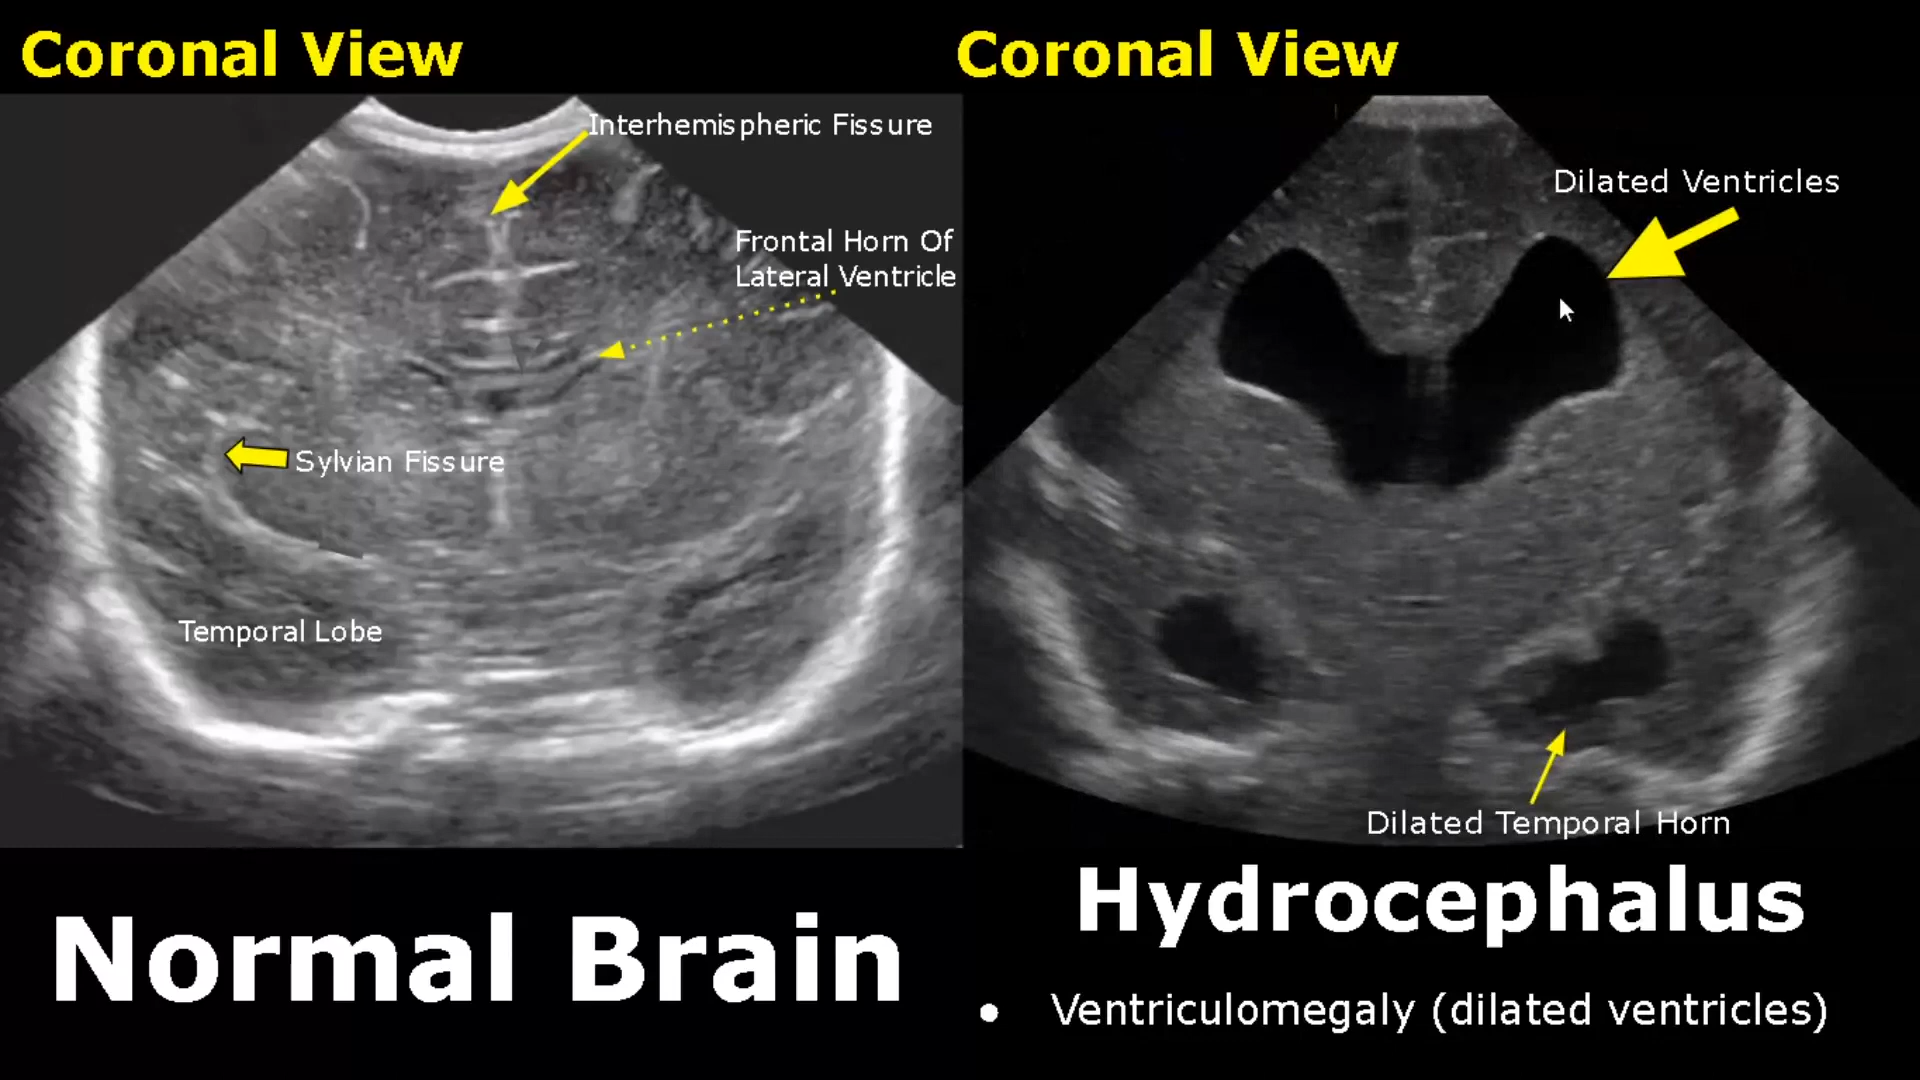 Coronal View
Interhemispheric Fissure
Frontal Horn Of
Lateral Ventricle
Sylvian Fissure
Temporal Lobe
Normal Brain
Coronal View
Dilated Ventricles
Dilated Temporal Horn
Hydrocephalus
• Ventriculomegaly (dilated ventricles)